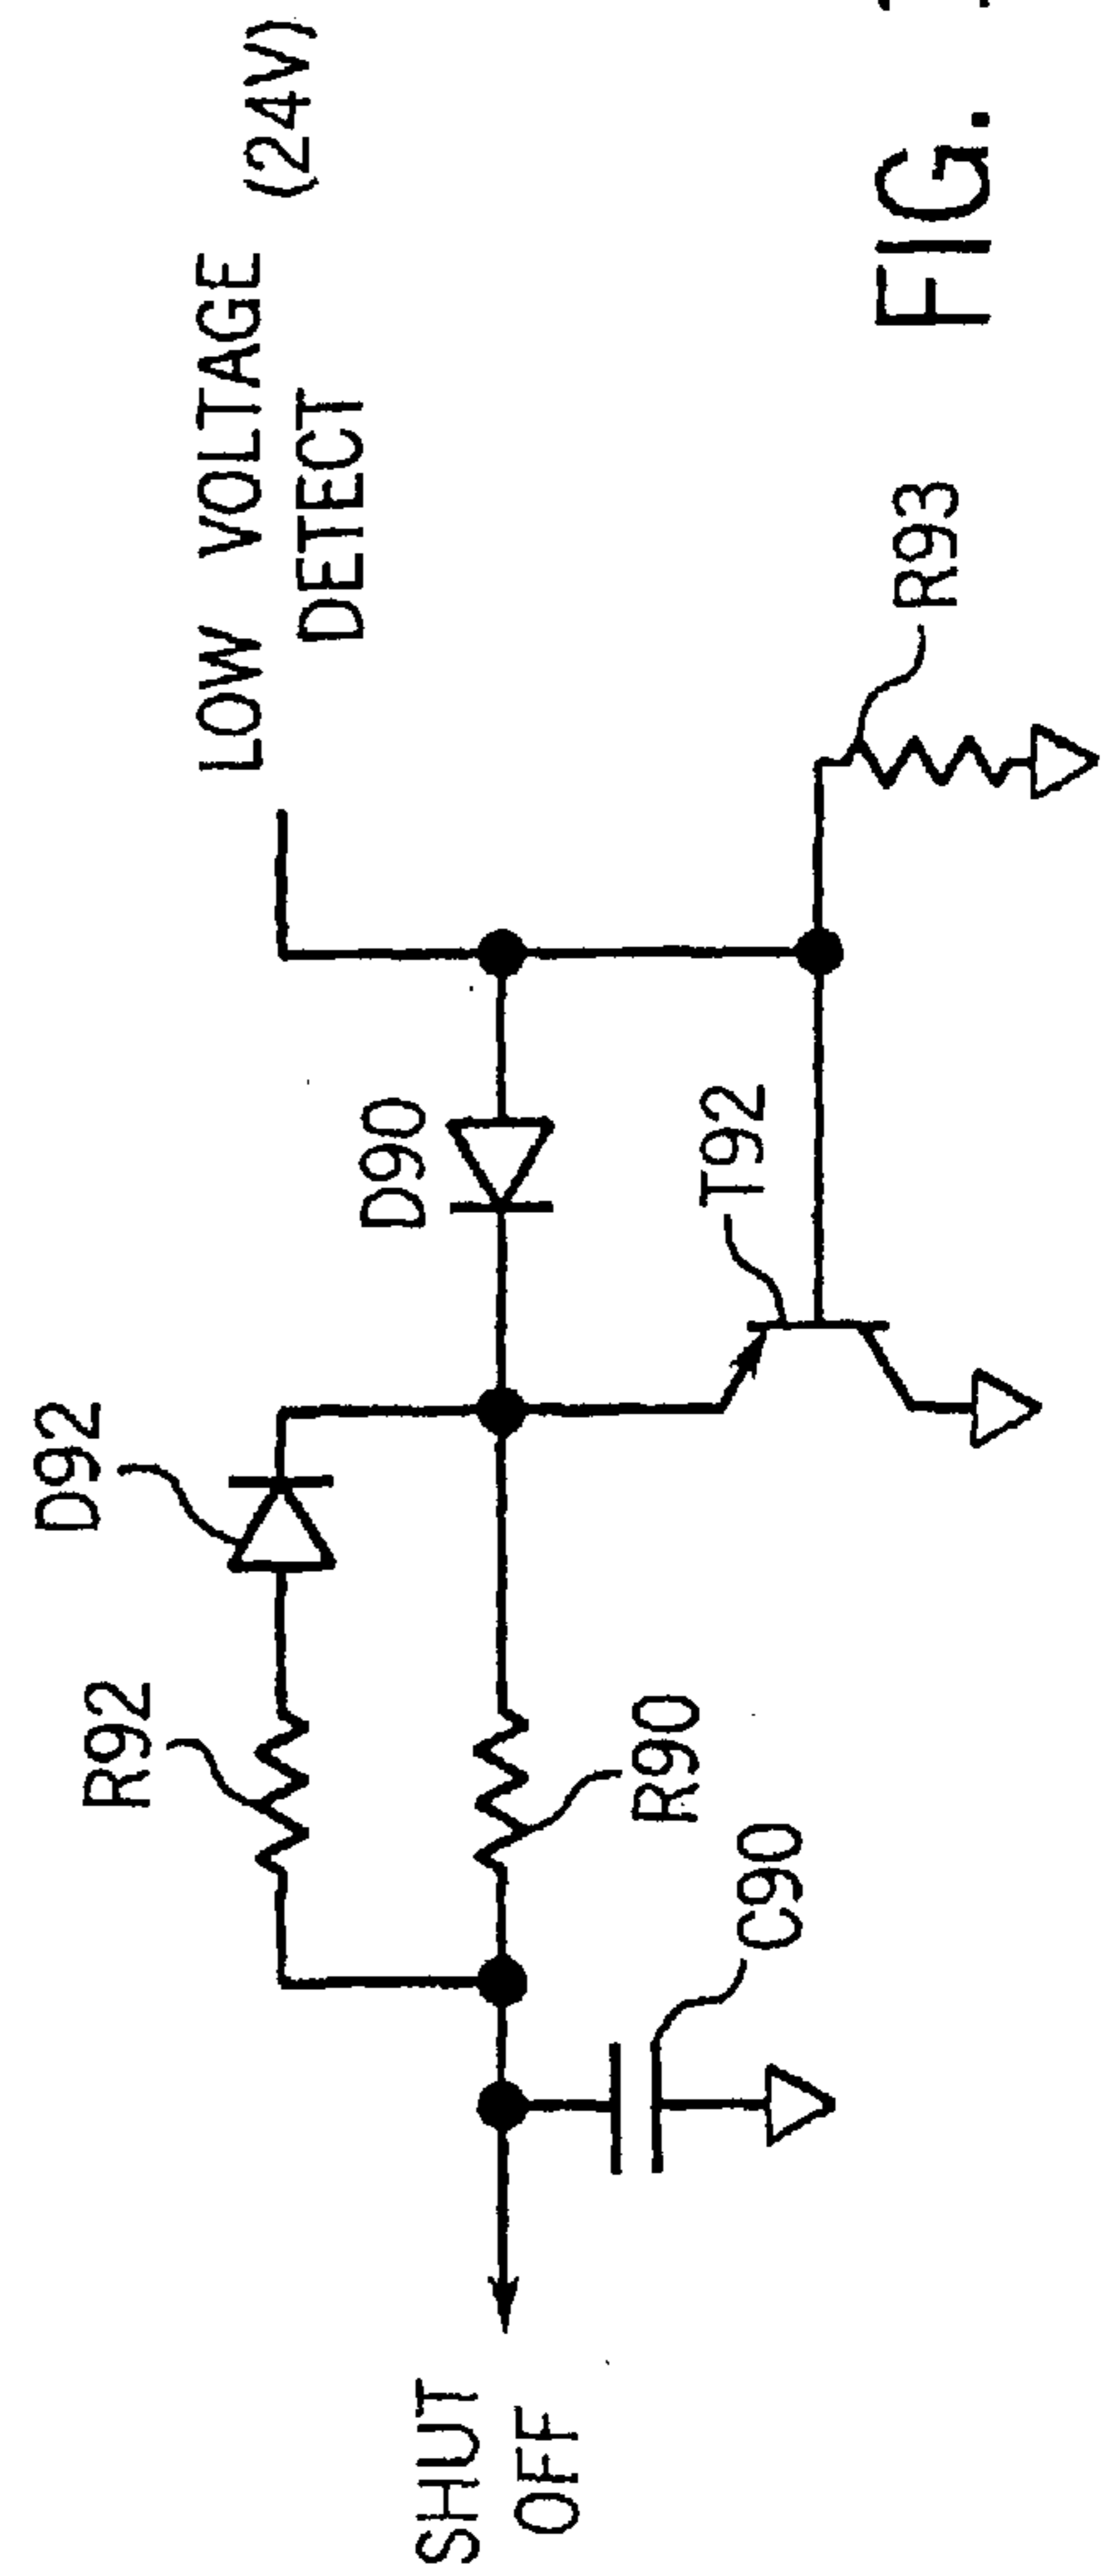 LOW VOLTAGE (24V)
DETECT
D92
D90
R92
T92
R90
R93
C90
SHUT
OFF
FIG.